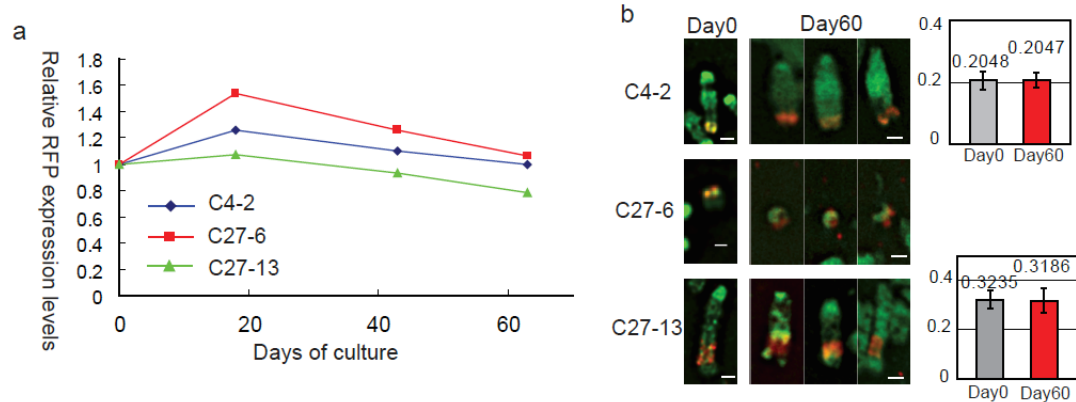 a
Relative RFP expression levels
1.8
1.6
1.4
1.2
1
0.8
0.6
0.4
0.2
0
C4-2
C27-6
C27-13
0
20
40
60
Days of culture
b
Day0
Day60
C4-2
C27-6
C27-13
0.4
0.2
0
0.2048
0.2047
Day0
Day60
0.4
0.2
0
0.3235
0.3186
Day0
Day60